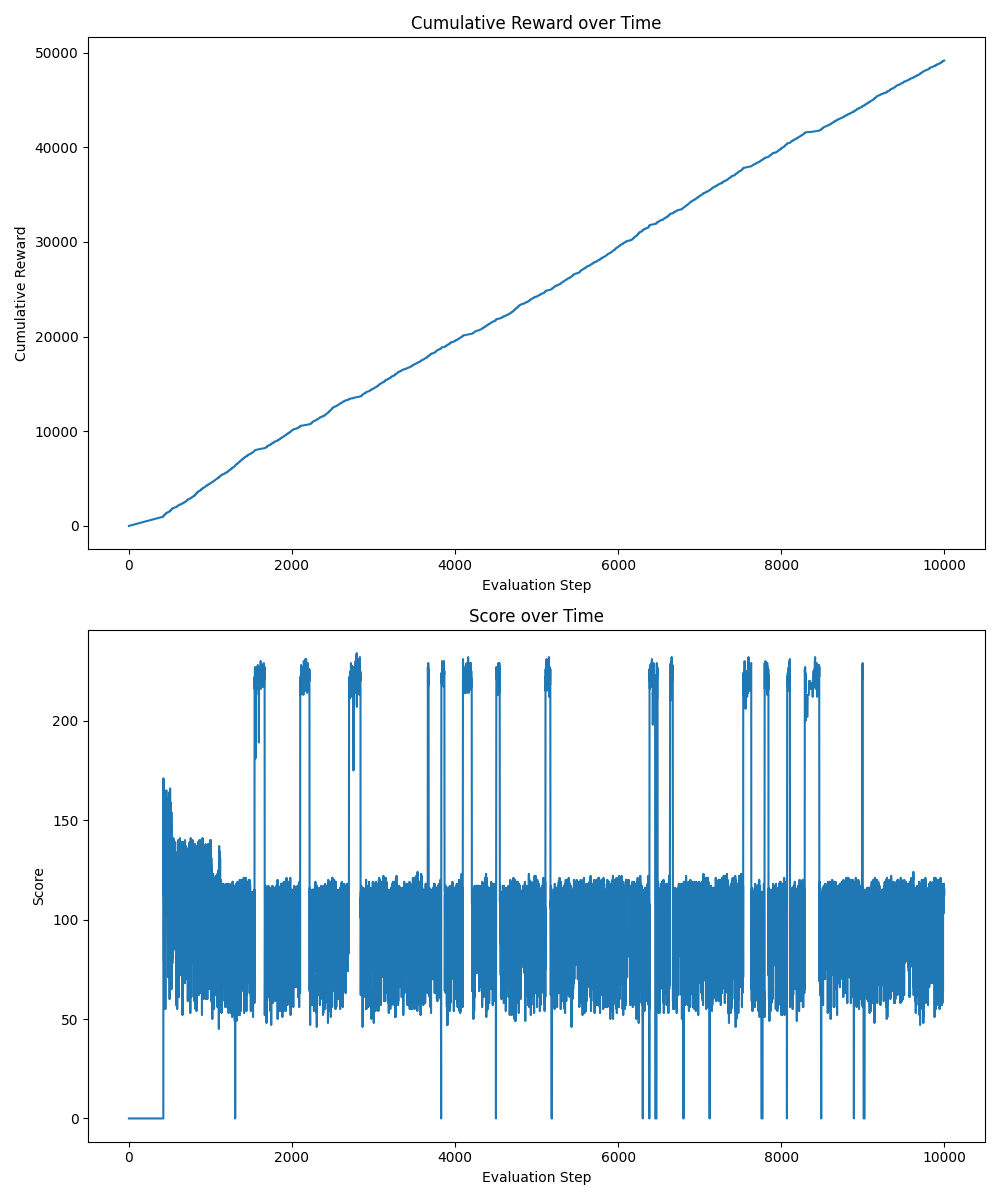 Cumulative Reward over Time
50000
40000
30000
20000
10000
0
Cumulative Reward
0 2000 4000 6000 8000 10000
Evaluation Step
Score over Time
200
150
100
50
0
Score
0 2000 4000 6000 8000 10000
Evaluation Step